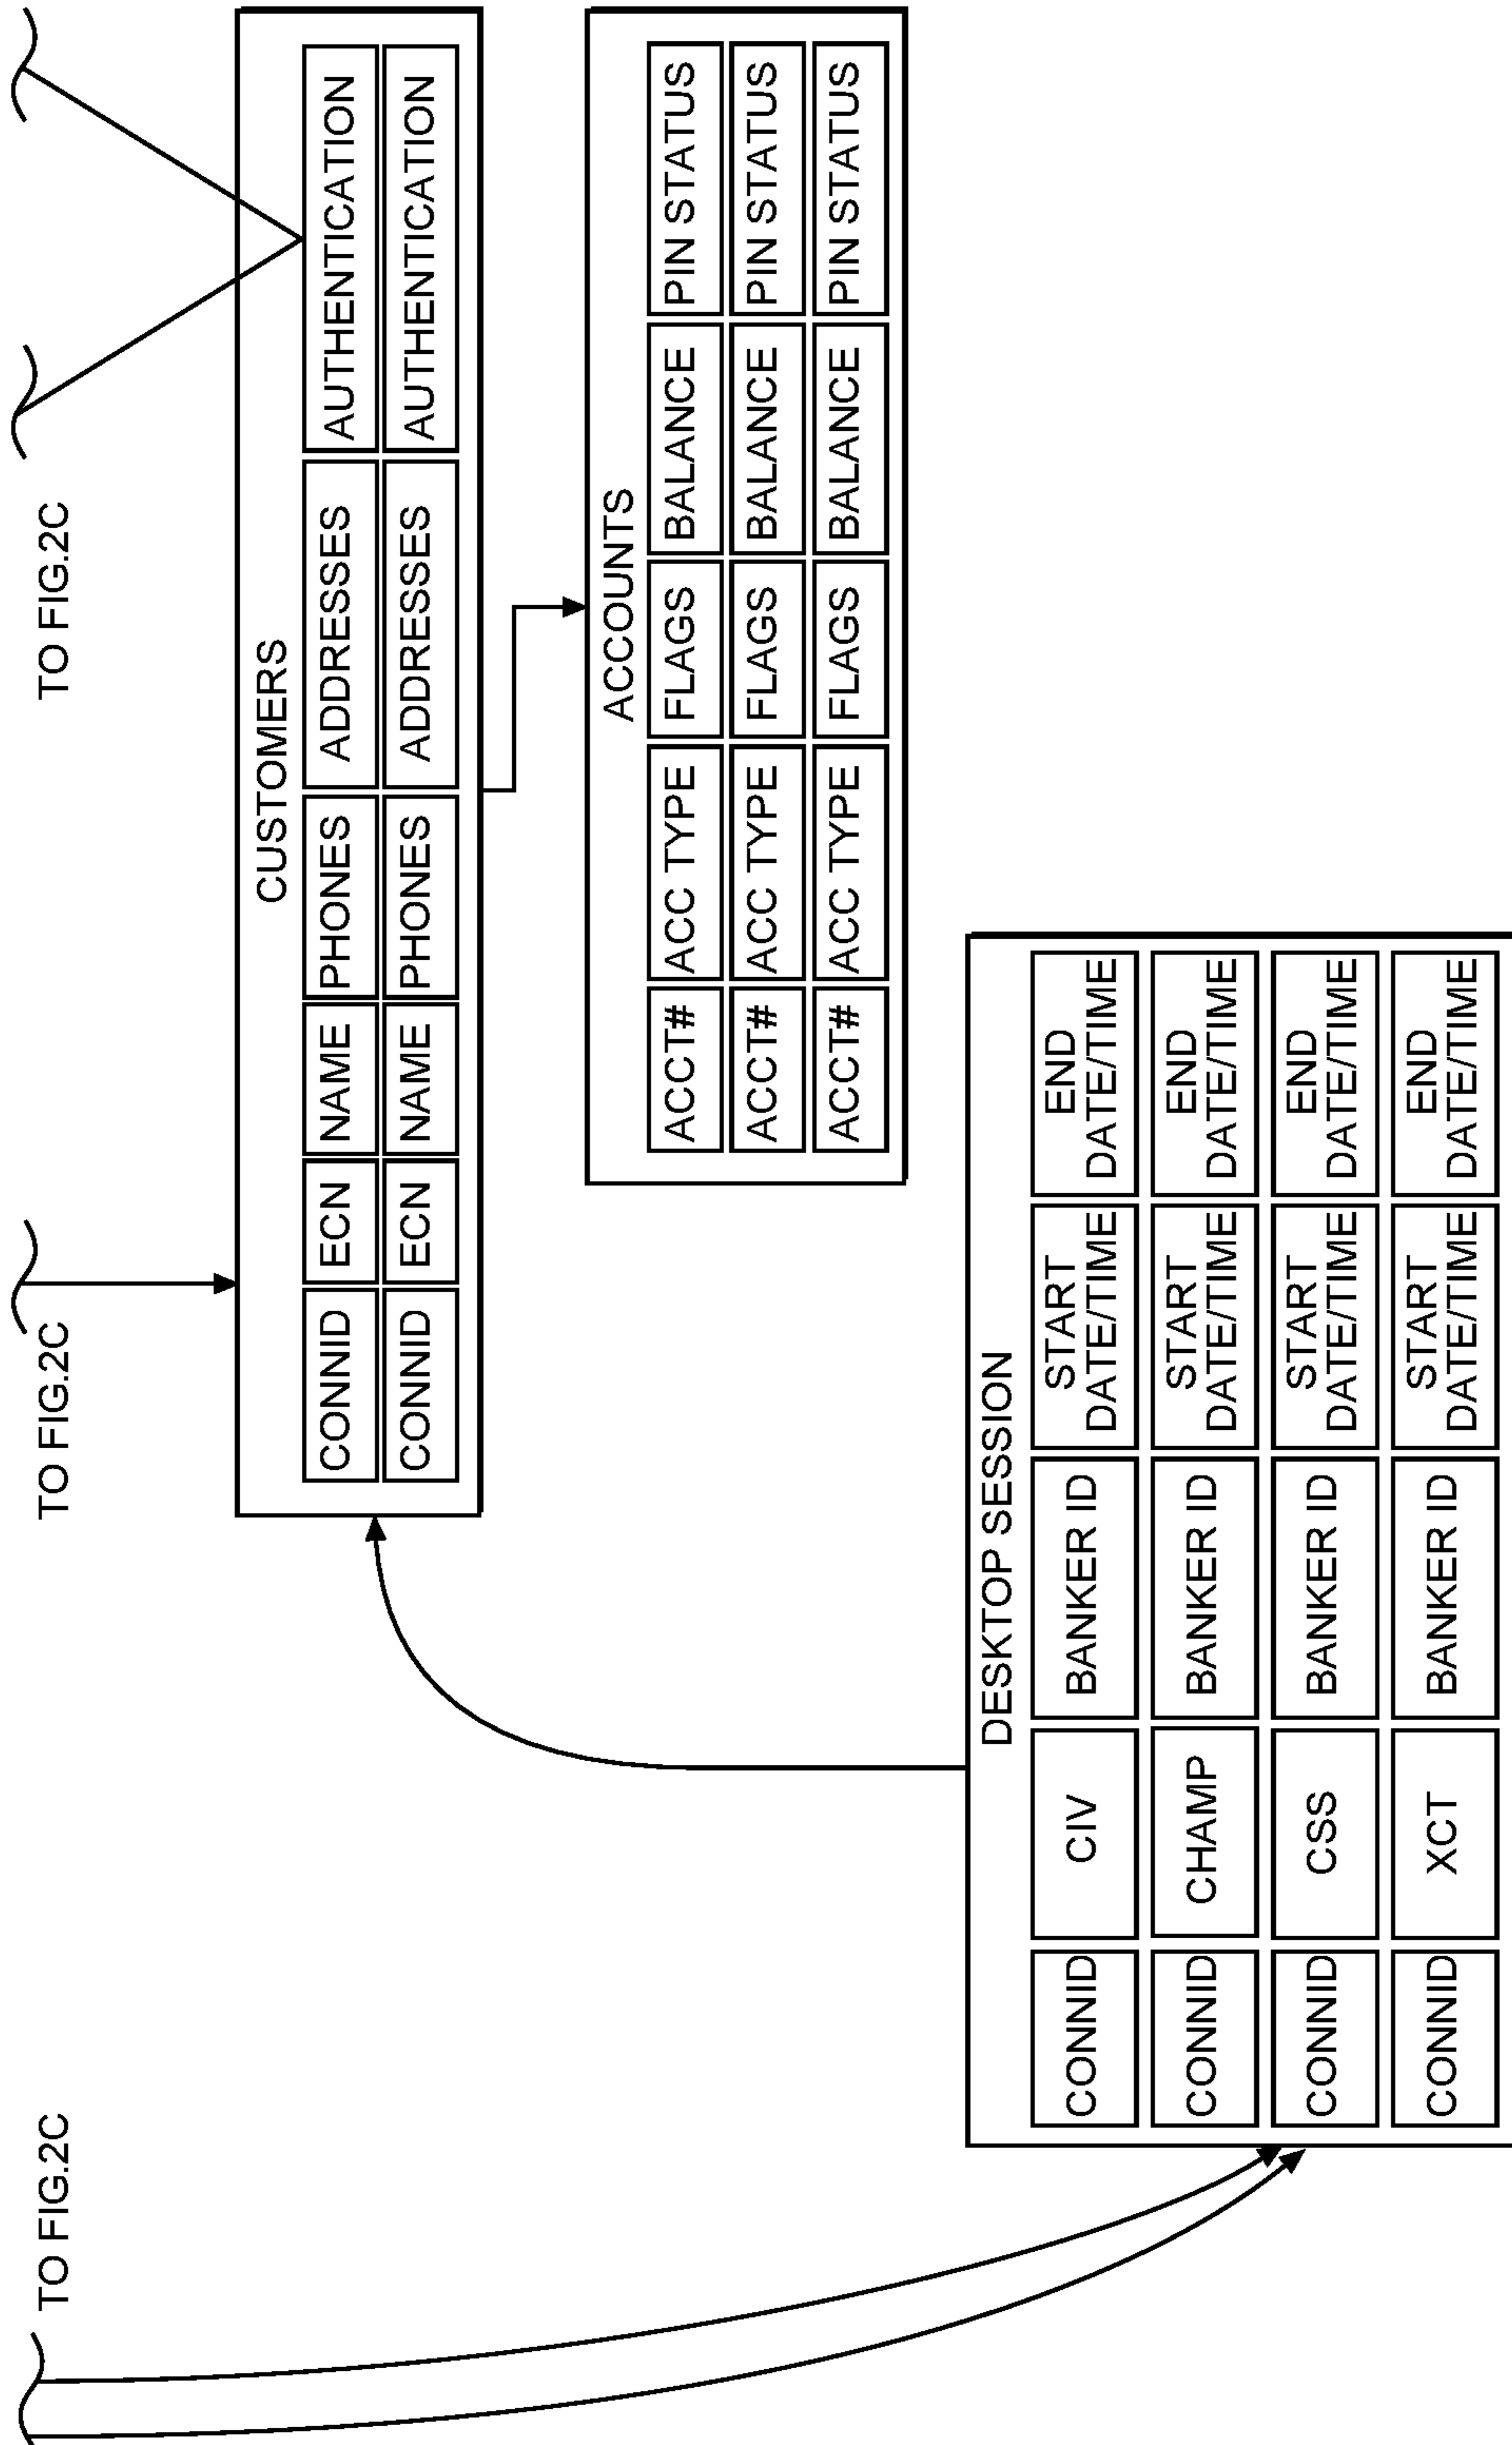 TO FIG.2C TO FIG.2C TO FIG.2C
CUSTOMERS
CONNID ECN NAME PHONES ADDRESSES AUTHENTICATION
CONNID ECN NAME PHONES ADDRESSES AUTHENTICATION
ACCOUNTS
ACCT# ACC TYPE FLAGS BALANCE PIN STATUS
ACCT# ACC TYPE FLAGS BALANCE PIN STATUS
ACCT# ACC TYPE FLAGS BALANCE PIN STATUS
DESKTOP SESSION
CONNID CIV BANKER ID START DATE/TIME END DATE/TIME
CONNID CHAMP BANKER ID START DATE/TIME END DATE/TIME
CONNID CSS BANKER ID START DATE/TIME END DATE/TIME
CONNID XCT BANKER ID START DATE/TIME END DATE/TIME